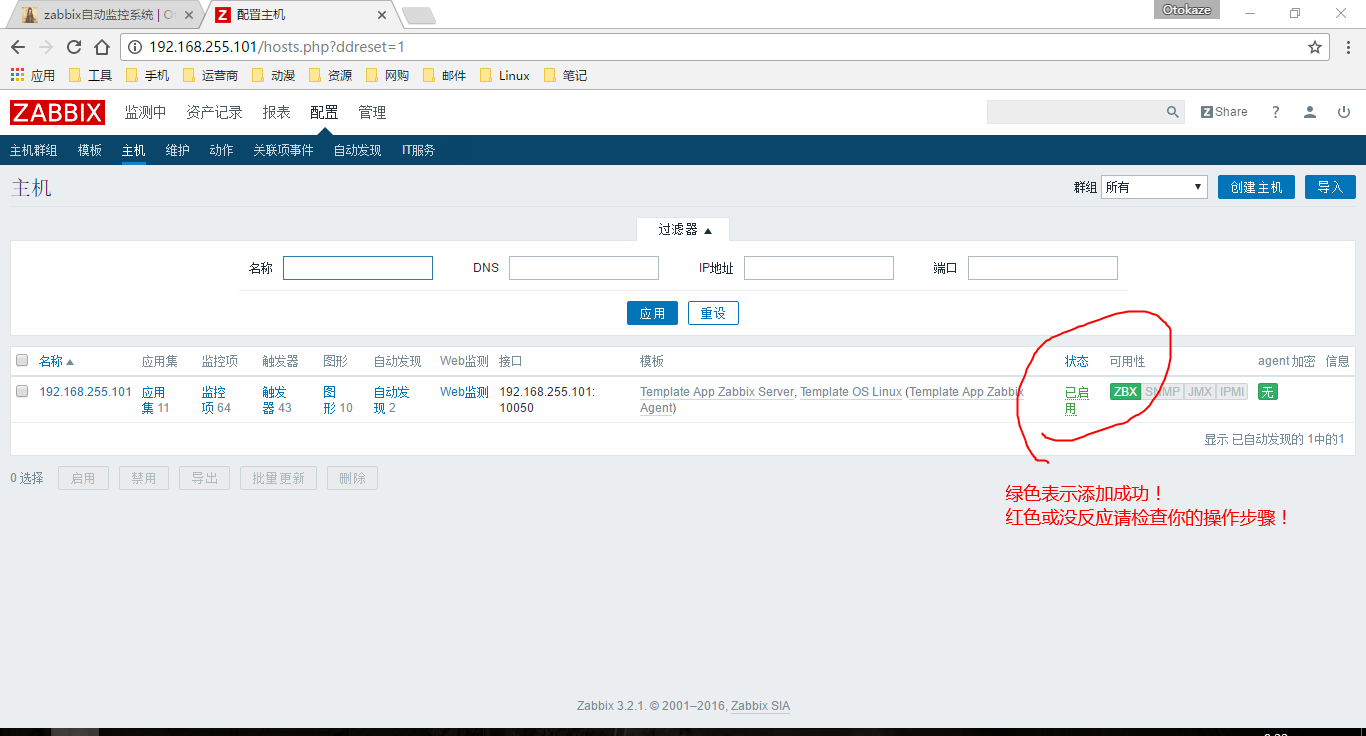 zabbix自动监控系统 | O
配置主机
Otokaze
192.168.255.101/hosts.php?ddreset=1
应用 工具 手机 运营商 动漫 资源 网购 邮件 Linux 笔记
ZABBIX 监测中 资产记录 报表 配置 管理 Z Share ?
主机群组 模板 主机 维护 动作 关联项事件 自动发现 IT服务
主机 群组 所有 创建主机 导入
过滤器
名称 DNS IP地址 端口
应用 重设
名称 应用集 监控项 触发器 图形 自动发现 Web监测 接口 模板 状态 可用性 agent 加密 信息
192.168.255.101 应用 监控 触发 图 自动发 Web监测 192.168.255.101: Template App Zabbix Server, Template OS Linux (Template App Zabbix 已启 ZBX SNMP JMX IPMI 无
集 11 项 64 器 43 形 10 现 2 10050 Agent) 用
显示 已自动发现的 1中的1
0 选择 启用 禁用 导出 批量更新 删除
绿色表示添加成功！
红色或没反应请检查你的操作步骤！
Zabbix 3.2.1. © 2001–2016, Zabbix SIA